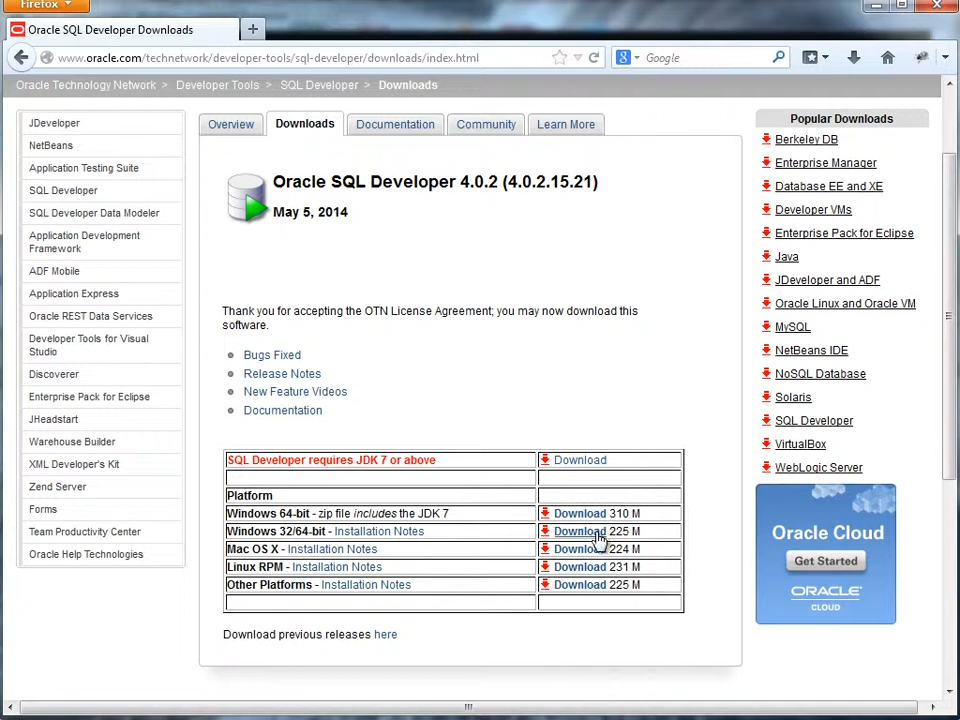 Firefox
Oracle SQL Developer Downloads
www.oracle.com/technetwork/developer-tools/sql-developer/downloads/index.html
Google
Oracle Technology Network > Developer Tools > SQL Developer > Downloads
JDeveloper
NetBeans
Application Testing Suite
SQL Developer
SQL Developer Data Modeler
Application Development
Framework
ADF Mobile
Application Express
Oracle REST Data Services
Developer Tools for Visual
Studio
Discoverer
Enterprise Pack for Eclipse
JHeadstart
Warehouse Builder
XML Developer's Kit
Zend Server
Forms
Team Productivity Center
Oracle Help Technologies
Overview Downloads Documentation Community Learn More
Oracle SQL Developer 4.0.2 (4.0.2.15.21)
May 5, 2014
Thank you for accepting the OTN License Agreement; you may now download this
software.
Bugs Fixed
Release Notes
New Feature Videos
Documentation
SQL Developer requires JDK 7 or above Download
Platform
Windows 64-bit - zip file includes the JDK 7 Download 310 M
Windows 32/64-bit - Installation Notes Download 225 M
Mac OS X - Installation Notes Download 224 M
Linux RPM - Installation Notes Download 231 M
Other Platforms - Installation Notes Download 225 M
Download previous releases here
Popular Downloads
Berkeley DB
Enterprise Manager
Database EE and XE
Developer VMs
Enterprise Pack for Eclipse
Java
JDeveloper and ADF
Oracle Linux and Oracle VM
MySQL
NetBeans IDE
NoSQL Database
Solaris
SQL Developer
VirtualBox
WebLogic Server
Oracle Cloud
Get Started
ORACLE
CLOUD